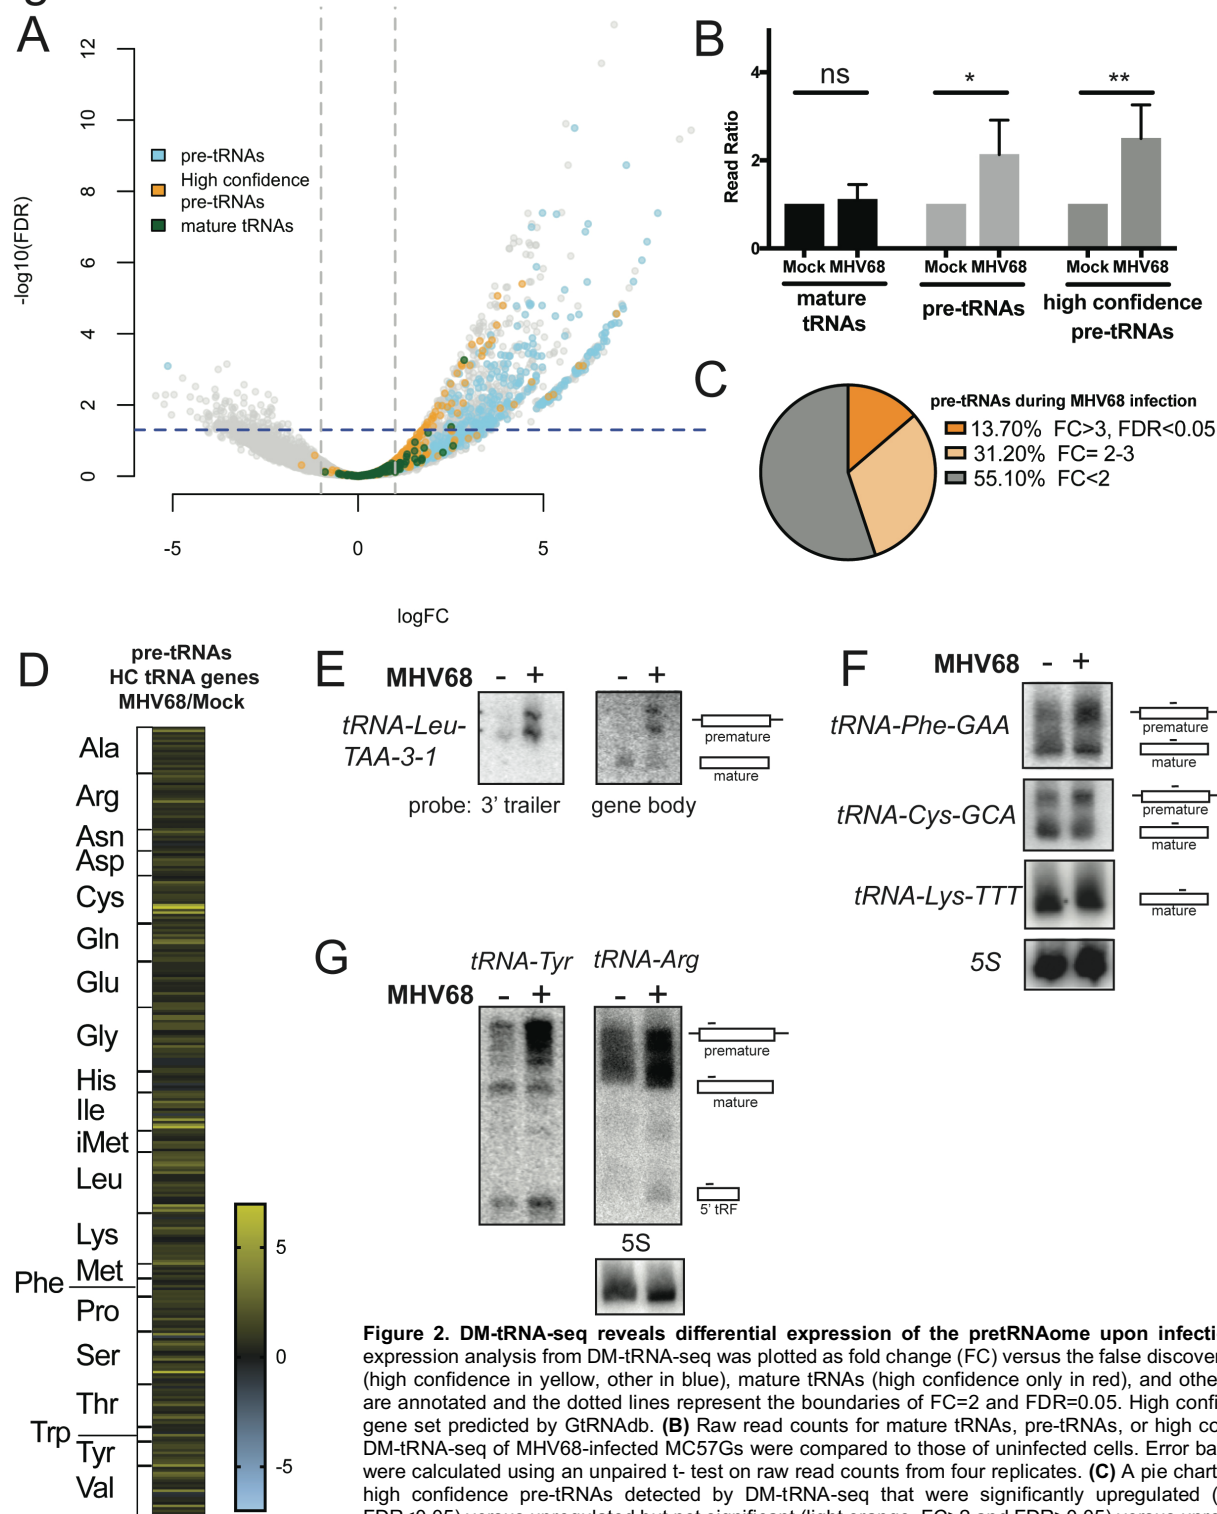 A
12
10
8
6
4
2
0
-log10(FDR)
pre-tRNAs
High confidence
pre-tRNAs
mature tRNAs
-5
0
5
logFC
B
Read Ratio
4
2
0
ns
*
**
Mock MHV68
Mock MHV68
Mock MHV68
mature
tRNAs
pre-tRNAs
high confidence
pre-tRNAs
C
pre-tRNAs during MHV68 infection
13.70% FC>3, FDR<0.05
31.20% FC= 2-3
55.10% FC<2
D
pre-tRNAs
HC tRNA genes
MHV68/Mock
Ala
Arg
Asn
Asp
Cys
Gln
Glu
Gly
His
Ile
iMet
Leu
Lys
Met
Phe
Pro
Ser
Thr
Trp
Tyr
Val
5
0
-5
E
MHV68 - + - +
tRNA-Leu-
TAA-3-1
premature
mature
probe: 3’ trailer gene body
F
MHV68 - +
tRNA-Phe-GAA
premature
mature
tRNA-Cys-GCA
premature
mature
tRNA-Lys-TTT
mature
5S
G
tRNA-Tyr tRNA-Arg
MHV68 - + - +
premature
mature
5' tRF
5S
Figure 2. DM-tRNA-seq reveals differential expression of the pretRNAome upon infecti
expression analysis from DM-tRNA-seq was plotted as fold change (FC) versus the false discover
(high confidence in yellow, other in blue), mature tRNAs (high confidence only in red), and othe
are annotated and the dotted lines represent the boundaries of FC=2 and FDR=0.05. High confi
gene set predicted by GtRNAdb. (B) Raw read counts for mature tRNAs, pre-tRNAs, or high co
DM-tRNA-seq of MHV68-infected MC57Gs were compared to those of uninfected cells. Error ba
were calculated using an unpaired t- test on raw read counts from four replicates. (C) A pie chart
high confidence pre-tRNAs detected by DM-tRNA-seq that were significantly upregulated (